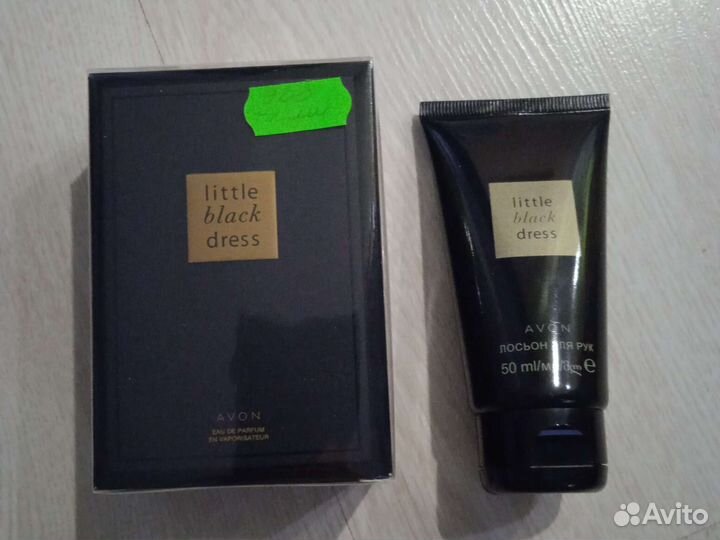 little
black
dress
AVON
EAU DE PARFUM
EN VAPORISATEUR
little
black
dress
AVON
ЛОСЬОН ДЛЯ РУК
50 ml/мл/
Avito